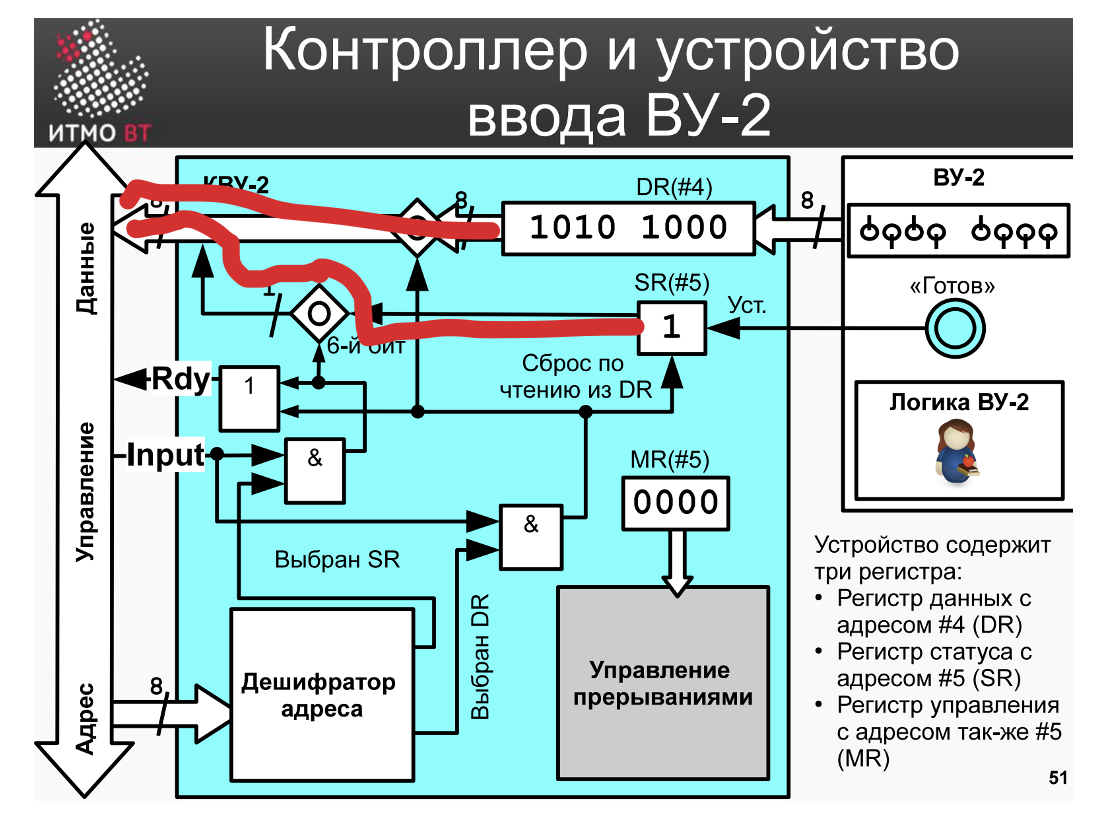 Контроллер и устройство
ввода ВУ-2
ИТМО ВТ
КВУ-2
8
8
DR(#4)
8
ВУ-2
1010 1000
Данные
SR(#5)
«Готов»
1
1
Уст.
6-й бит
Rdy
1
Сброс по
чтению из DR
Логика ВУ-2
Управление
Input
&
MR(#5)
0000
&
Выбран SR
Устройство содержит
три регистра:
• Регистр данных с
адресом #4 (DR)
• Регистр статуса с
адресом #5 (SR)
• Регистр управления
с адресом так-же #5
(MR)
Выбран DR
Адрес
8
Дешифратор
адреса
Управление
прерываниями
51